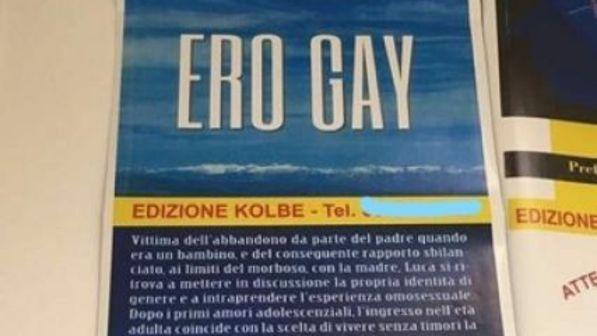 ERO GAY
EDIZIONE KOLBE - Tel.
Vittima dell'abbandono da parte del padre quando
era un bambino, e del conseguente rapporto sbilan-
ciato, ai limiti del morboso, con la madre, Luca si ri-
trova a mettere in discussione la propria identità di
genere e a intraprendere l'esperienza omosessuale.
Dopo i primi amori adolescenziali, l'ingresso nell'età
adulta coincide con la scelta di vivere senza timori la
Pref
EDIZIONE
ATTE